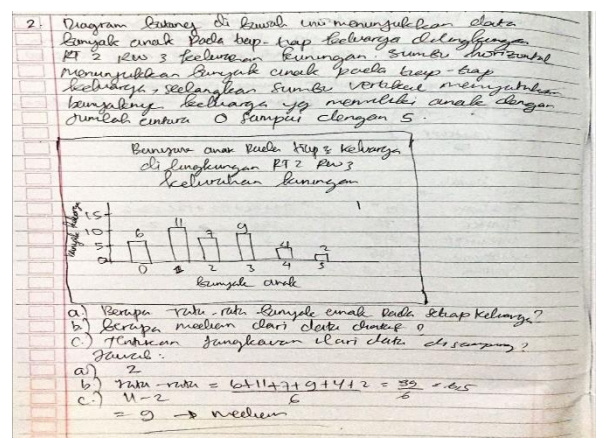 2. Diagram batang di bawah ini menunjukkan data
banyak anak pada tiap-tiap keluarga dilingkungan
RT 2 RW 3 kelurahan kuningan. Sumbu horizontal
menunjukkan banyak anak pada tiap-tiap
keluarga, sedangkan sumbu vertikal menyatakan
banyaknya keluarga yg memiliki anak dengan
Jumlah antara 0 sampai dengan 5.
anak pada tiap2 keluarga
di lingkungan RT 2 RW 3
kelurahan kuningan
15
10
5
0
6 11 7 9 4 2
0 1 2 3 4 5
banyak anak
a.) Berapa rata-rata banyak anak pada setiap keluarga?
b.) Berapa median dari data diatas?
c.) Tentukan jangkauan dari data disamping?
Jawab:
a.) 2
b.) rata-rata = 6+11+7+9+4+2 / 6 = 39 / 6 = 6.5
c.) 11-2
= 9 → median